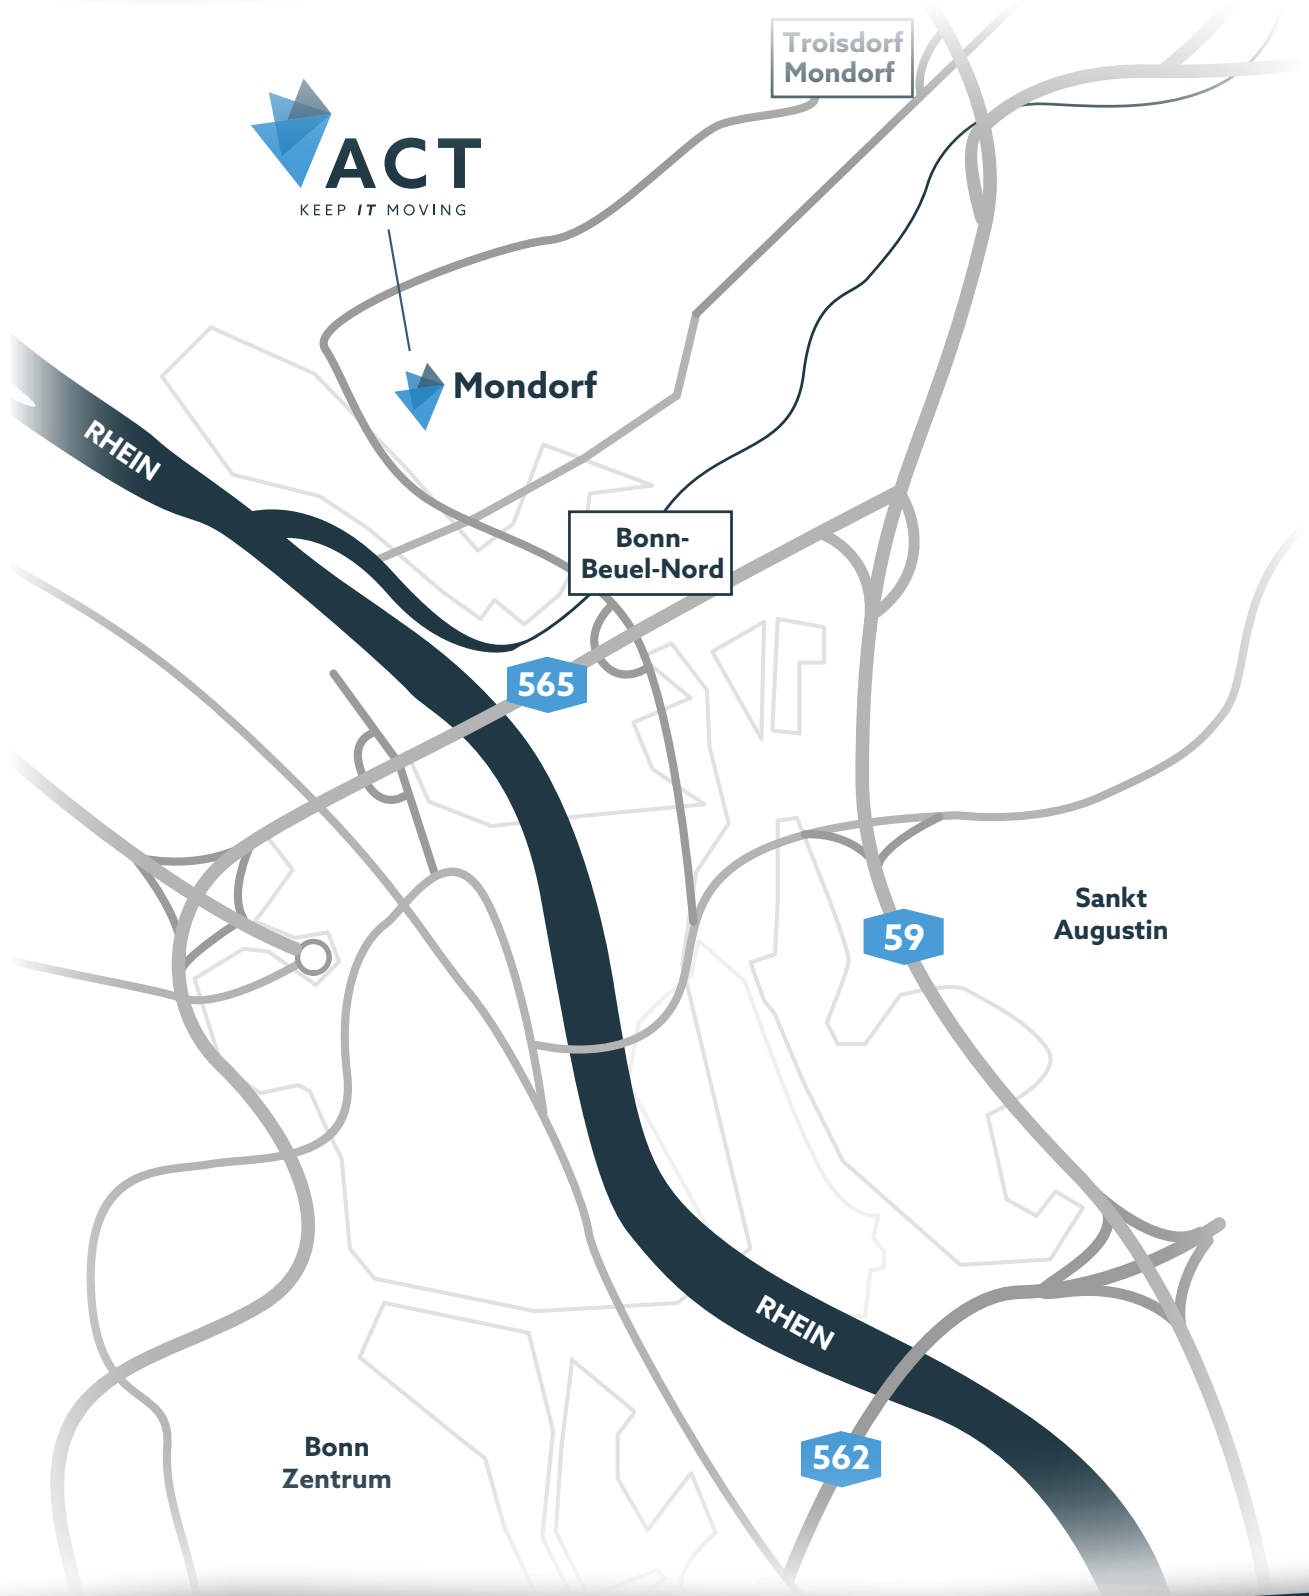 Troisdorf
Mondorf
ACT
KEEP IT MOVING
Mondorf
RHEIN
Bonn-
Beuel-Nord
565
Sankt
Augustin
59
RHEIN
Bonn
Zentrum
562